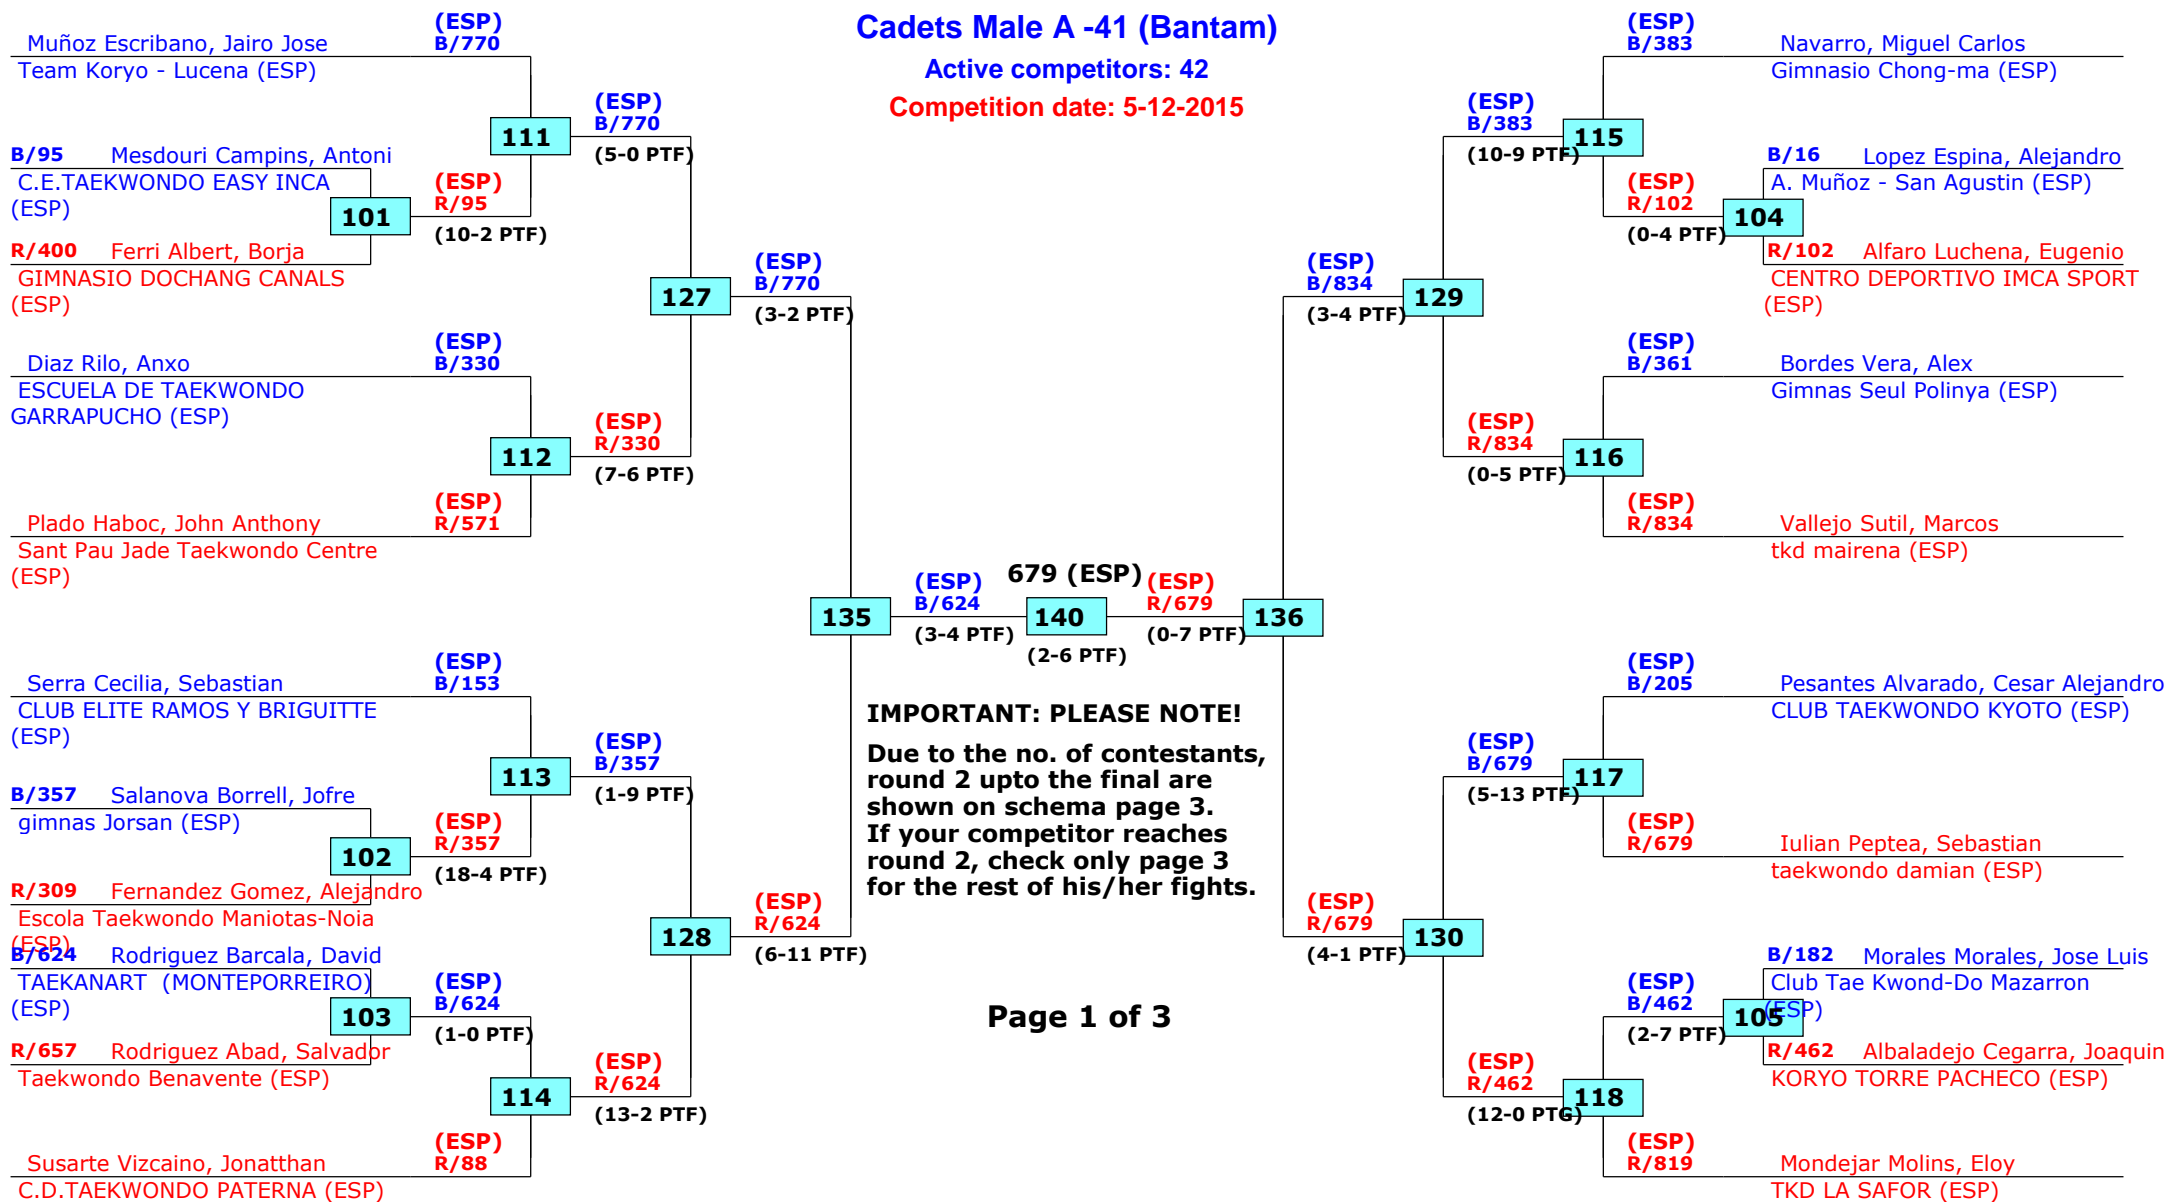 Cadets Male A -41 (Bantam)
Active competitors: 42
Competition date: 5-12-2015
(ESP)
B/770
Muñoz Escribano, Jairo Jose
Team Koryo - Lucena (ESP)
111
(ESP)
B/770
(5-0 PTF)
B/95 Mesdouri Campins, Antoni
C.E.TAEKWONDO EASY INCA
(ESP)
101
(ESP)
R/95
(10-2 PTF)
R/400 Ferri Albert, Borja
GIMNASIO DOCHANG CANALS
(ESP)
127
(ESP)
B/770
(3-2 PTF)
(ESP)
B/330
Diaz Rilo, Anxo
ESCUELA DE TAEKWONDO
GARRAPUCHO (ESP)
112
(ESP)
R/330
(7-6 PTF)
(ESP)
R/571
Plado Haboc, John Anthony
Sant Pau Jade Taekwondo Centre
(ESP)
135
(ESP)
B/624
(3-4 PTF)
679 (ESP)
140
(2-6 PTF)
(ESP)
R/679
(0-7 PTF)
136
(ESP)
B/153
Serra Cecilia, Sebastian
CLUB ELITE RAMOS Y BRIGUITTE
(ESP)
113
(ESP)
B/357
(1-9 PTF)
B/357 Salanova Borrell, Jofre
gimnas Jorsan (ESP)
102
(ESP)
R/357
(18-4 PTF)
R/309 Fernandez Gomez, Alejandro
Escola Taekwondo Maniotas-Noia
(ESP)
128
(ESP)
R/624
(6-11 PTF)
B/624 Rodriguez Barcala, David
TAEKANART (MONTEPORREIRO)
(ESP)
103
(ESP)
B/624
(1-0 PTF)
R/657 Rodriguez Abad, Salvador
Taekwondo Benavente (ESP)
114
(ESP)
R/624
(13-2 PTF)
(ESP)
R/88
Susarte Vizcaino, Jonatthan
C.D.TAEKWONDO PATERNA (ESP)
IMPORTANT: PLEASE NOTE!
Due to the no. of contestants,
round 2 upto the final are
shown on schema page 3.
If your competitor reaches
round 2, check only page 3
for the rest of his/her fights.
Page 1 of 3
(ESP)
B/383
Navarro, Miguel Carlos
Gimnasio Chong-ma (ESP)
(ESP)
B/383
(10-9 PTF)
115
B/16 Lopez Espina, Alejandro
A. Muñoz - San Agustin (ESP)
(ESP)
R/102
(0-4 PTF)
104
R/102 Alfaro Luchena, Eugenio
CENTRO DEPORTIVO IMCA SPORT
(ESP)
(ESP)
B/834
(3-4 PTF)
129
(ESP)
B/361
Bordes Vera, Alex
Gimnas Seul Polinya (ESP)
(ESP)
R/834
(0-5 PTF)
116
(ESP)
R/834
Vallejo Sutil, Marcos
tkd mairena (ESP)
(ESP)
B/205
Pesantes Alvarado, Cesar Alejandro
CLUB TAEKWONDO KYOTO (ESP)
(ESP)
B/679
(5-13 PTF)
117
(ESP)
R/679
Iulian Peptea, Sebastian
taekwondo damian (ESP)
(ESP)
R/679
(4-1 PTF)
130
B/182 Morales Morales, Jose Luis
Club Tae Kwond-Do Mazarron
(ESP)
(ESP)
B/462
(2-7 PTF)
105
R/462 Albaladejo Cegarra, Joaquin
KORYO TORRE PACHECO (ESP)
(ESP)
R/462
(12-0 PTG)
118
(ESP)
R/819
Mondejar Molins, Eloy
TKD LA SAFOR (ESP)